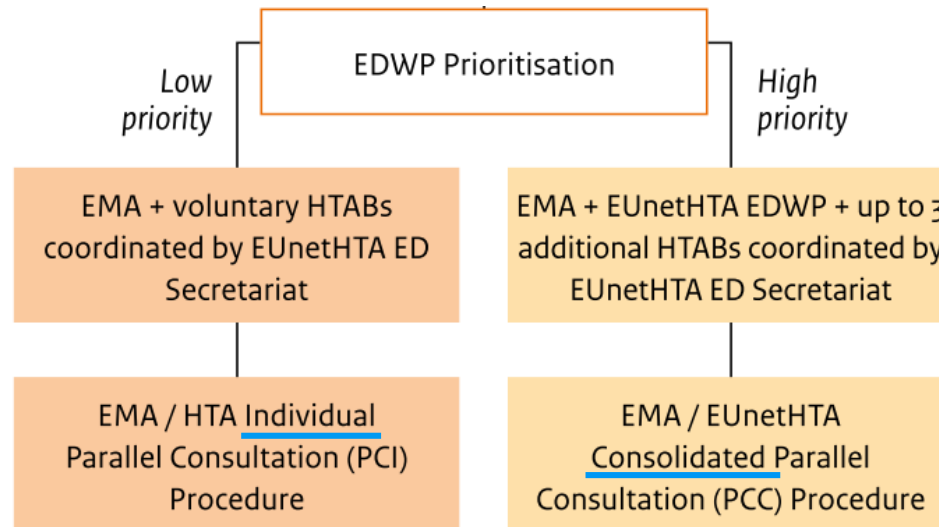 EDWP Prioritisation
Low
priority
High
priority
EMA + voluntary HTABs
coordinated by EUnetHTA ED
Secretariat
EMA + EUnetHTA EDWP + up to 3
additional HTABs coordinated by
EUnetHTA ED Secretariat
EMA / HTA Individual
Parallel Consultation (PCI)
Procedure
EMA / EUnetHTA
Consolidated Parallel
Consultation (PCC) Procedure